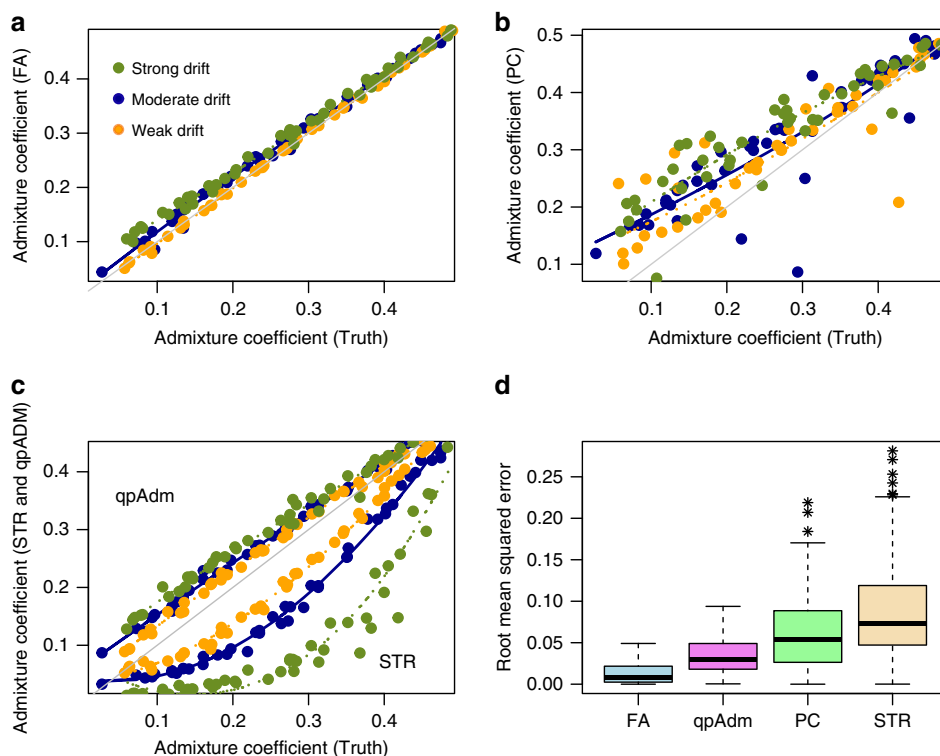 a
Admixture coefficient (FA)
0.4
0.3
0.2
0.1
Strong drift
Moderate drift
Weak drift
0.1 0.2 0.3 0.4
Admixture coefficient (Truth)
b
Admixture coefficient (PC)
0.5
0.4
0.3
0.2
0.1
0.1 0.2 0.3 0.4
Admixture coefficient (Truth)
c
Admixture coefficient (STR and qpADM)
0.4
0.3
0.2
0.1
qpAdm
STR
0.1 0.2 0.3 0.4
Admixture coefficient (Truth)
d
Root mean squared error
0.25
0.20
0.15
0.10
0.05
0.00
FA qpAdm PC STR